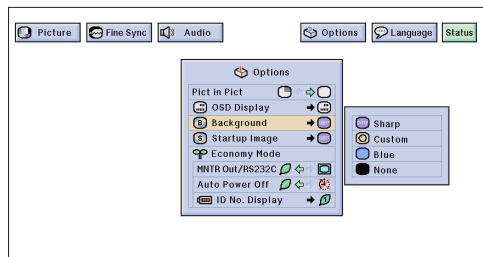 Picture Fine Sync Audio Options Language Status
Options
Pict in Pict
OSD Display
B Background
S Startup Image
Economy Mode
MNTR Out/RS232C
Auto Power Off
ID No. Display 1
Sharp
Custom
Blue
None